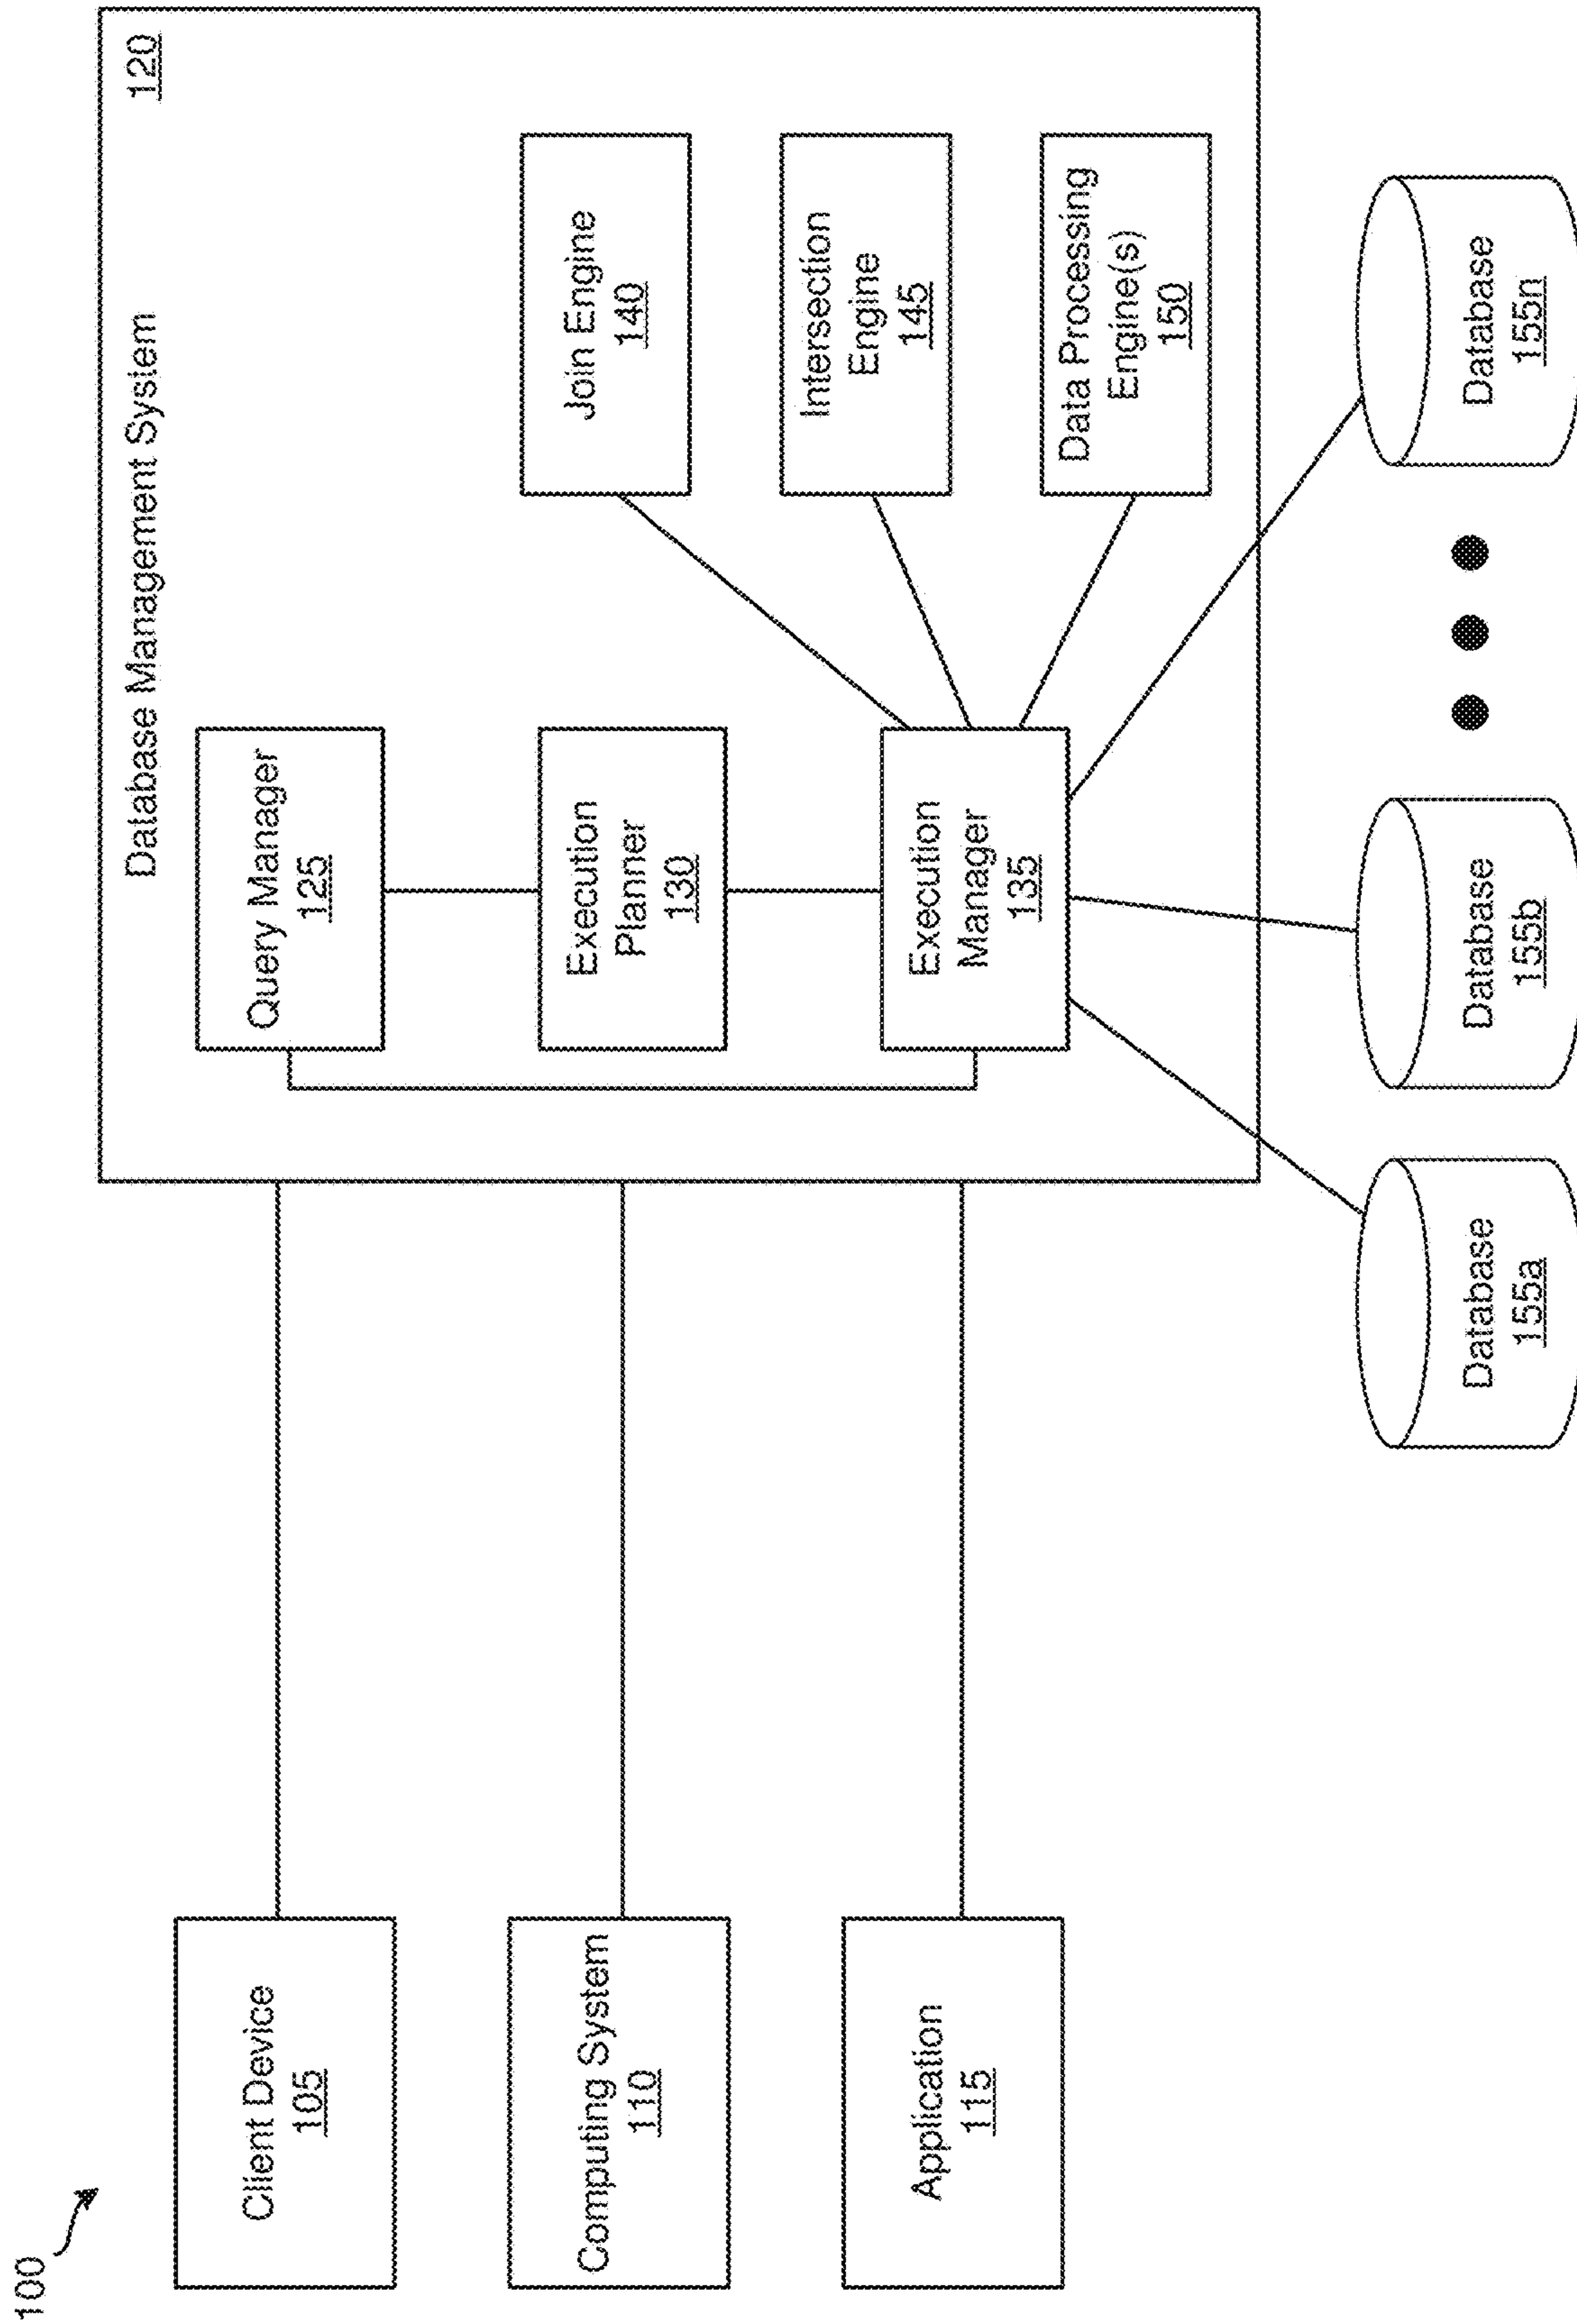 100
Client Device
105
Computing System
110
Application
115
Database Management System
120
Query Manager
125
Execution
Planner
130
Execution
Manager
135
Join Engine
140
Intersection
Engine
145
Data Processing
Engine(s)
150
Database
155a
Database
155b
Database
155n